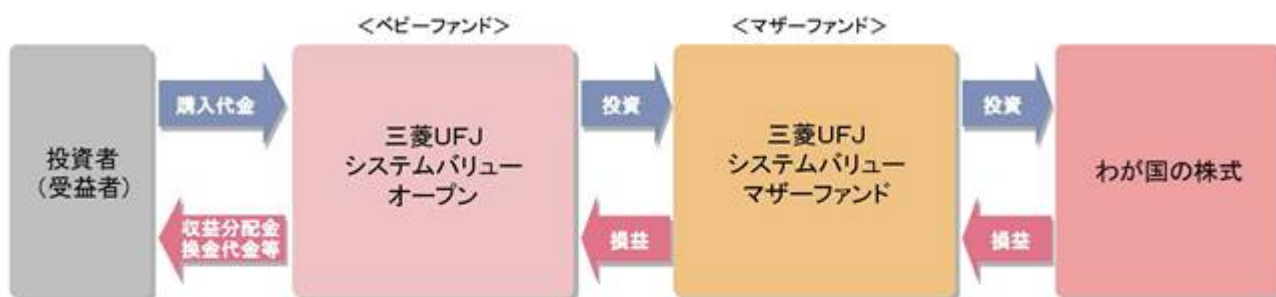 <ベビーファンド>
<マザーファンド>
投資者
(受益者)
購入代金
収益分配金
換金代金等
三菱UFJ
システムバリュー
オープン
投資
損益
三菱UFJ
システムバリュー
マザーファンド
投資
損益
わが国の株式